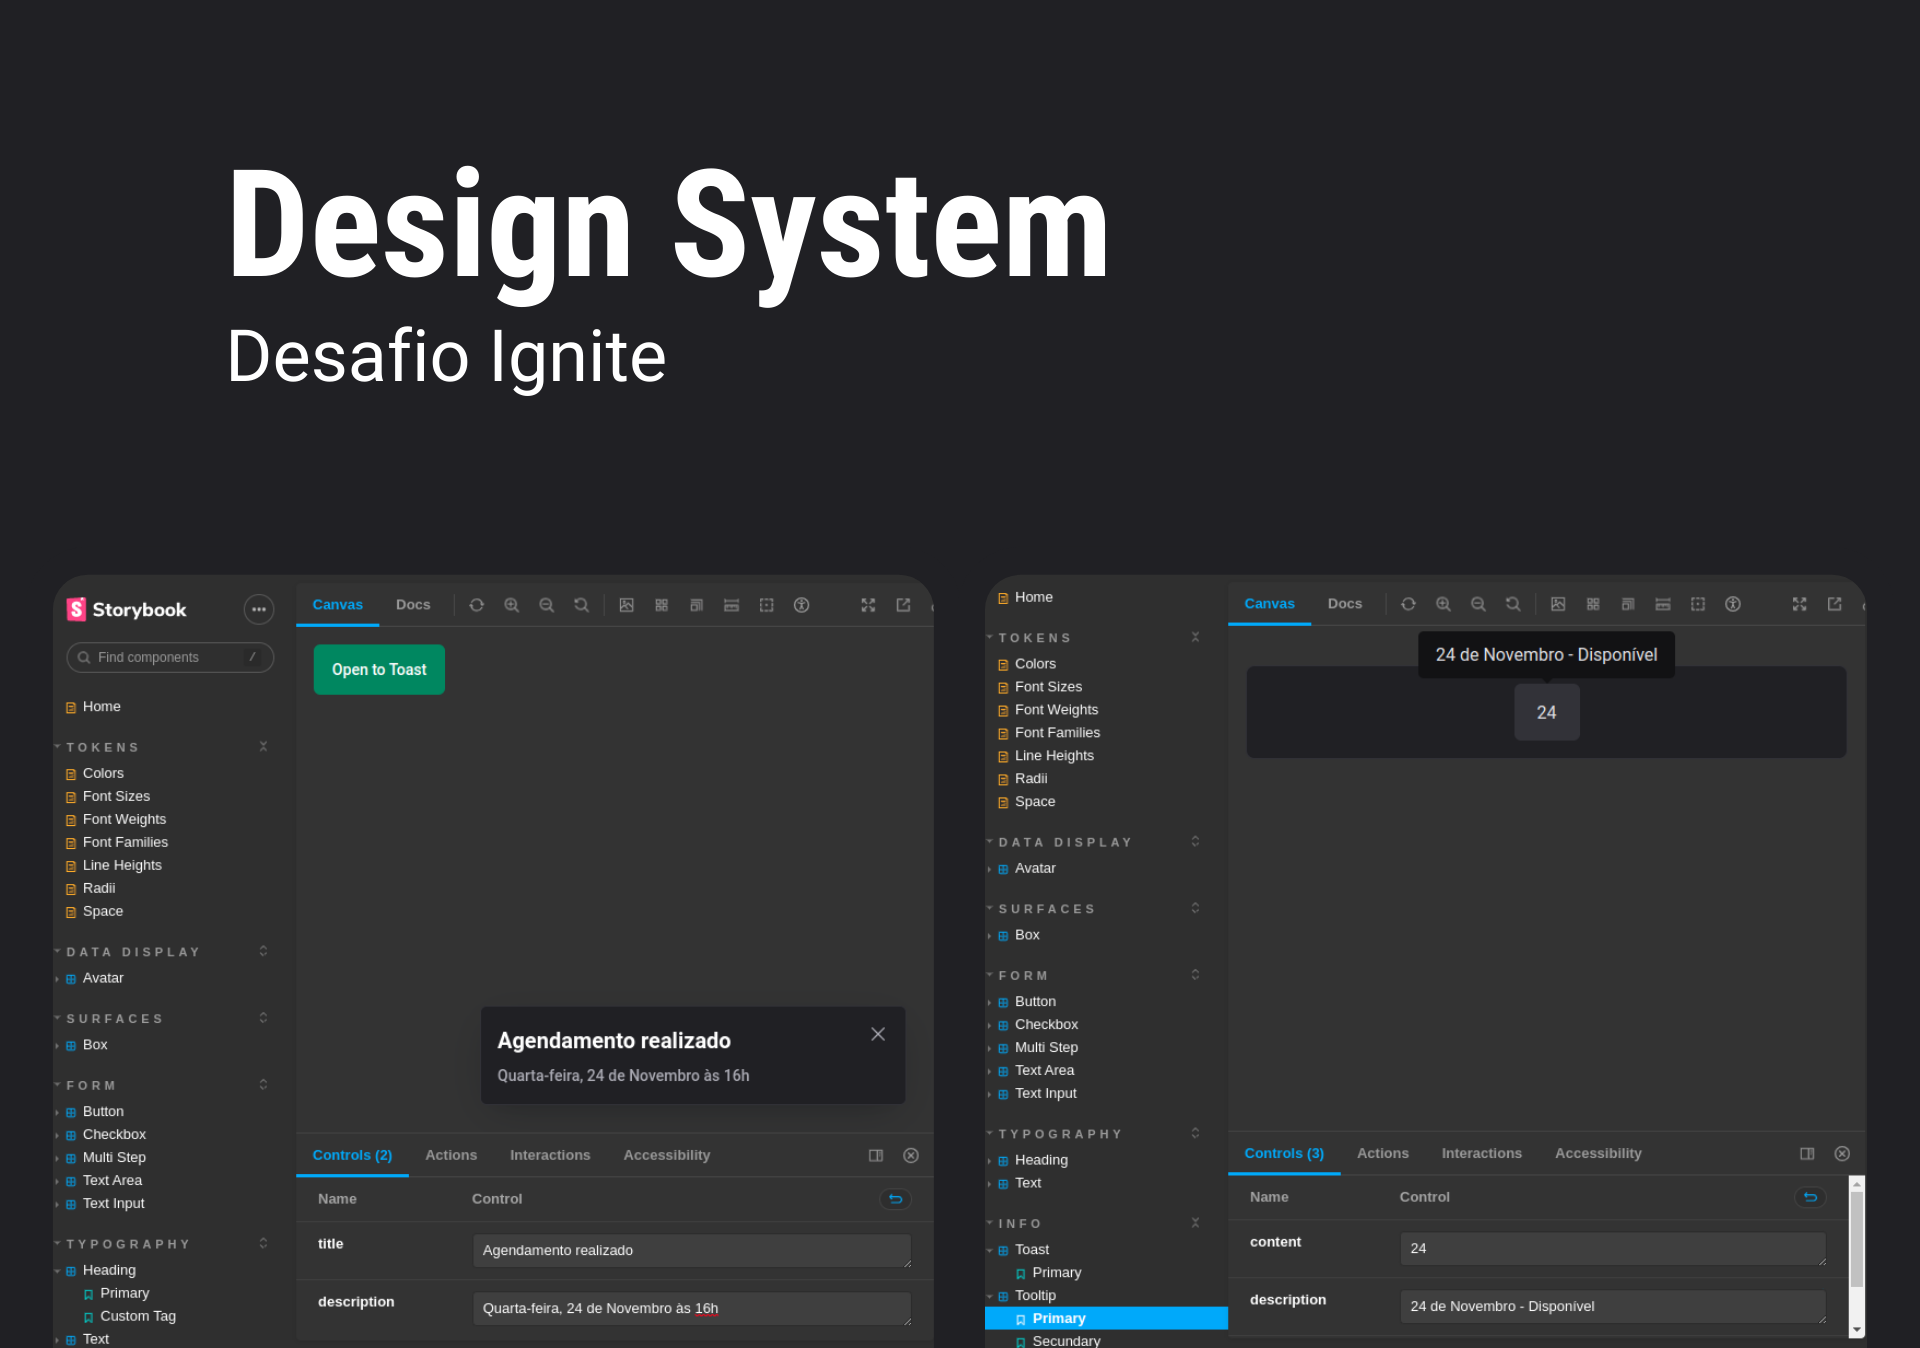 Design System
Desafio Ignite
Storybook
Find components /
Home
TOKENS
Colors
Font Sizes
Font Weights
Font Families
Line Heights
Radii
Space
DATA DISPLAY
Avatar
SURFACES
Box
FORM
Button
Checkbox
Multi Step
Text Area
Text Input
TYPOGRAPHY
Heading
Primary
Custom Tag
Text
Canvas Docs
Open to Toast
Agendamento realizado
Quarta-feira, 24 de Novembro às 16h
Controls (2) Actions Interactions Accessibility
Name Control
title Agendamento realizado
description Quarta-feira, 24 de Novembro às 16h
Home
TOKENS
Colors
Font Sizes
Font Weights
Font Families
Line Heights
Radii
Space
DATA DISPLAY
Avatar
SURFACES
Box
FORM
Button
Checkbox
Multi Step
Text Area
Text Input
TYPOGRAPHY
Heading
Text
INFO
Toast
Primary
Tooltip
Primary
Secundary
Canvas Docs
24 de Novembro - Disponível
24
Controls (3) Actions Interactions Accessibility
Name Control
content 24
description 24 de Novembro - Disponível